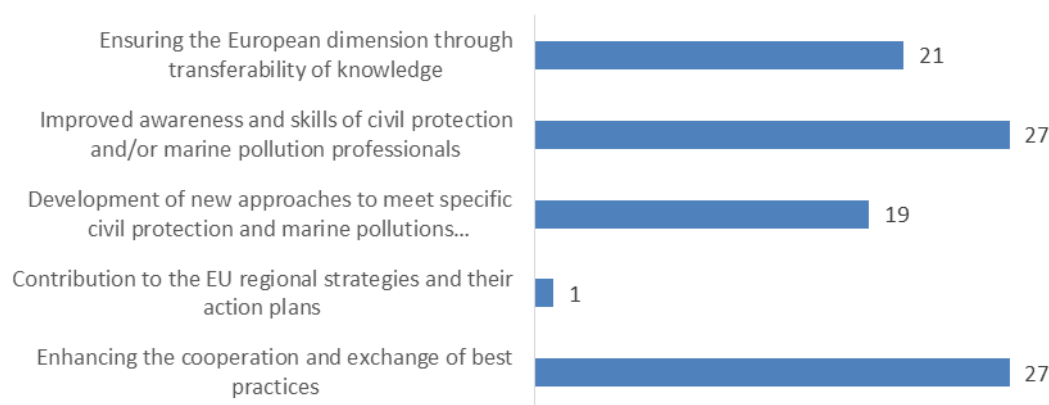 Ensuring the European dimension through
transferability of knowledge
21
Improved awareness and skills of civil protection
and/or marine pollution professionals
27
Development of new approaches to meet specific
civil protection and marine pollutions...
19
Contribution to the EU regional strategies and their
action plans
1
Enhancing the cooperation and exchange of best
practices
27